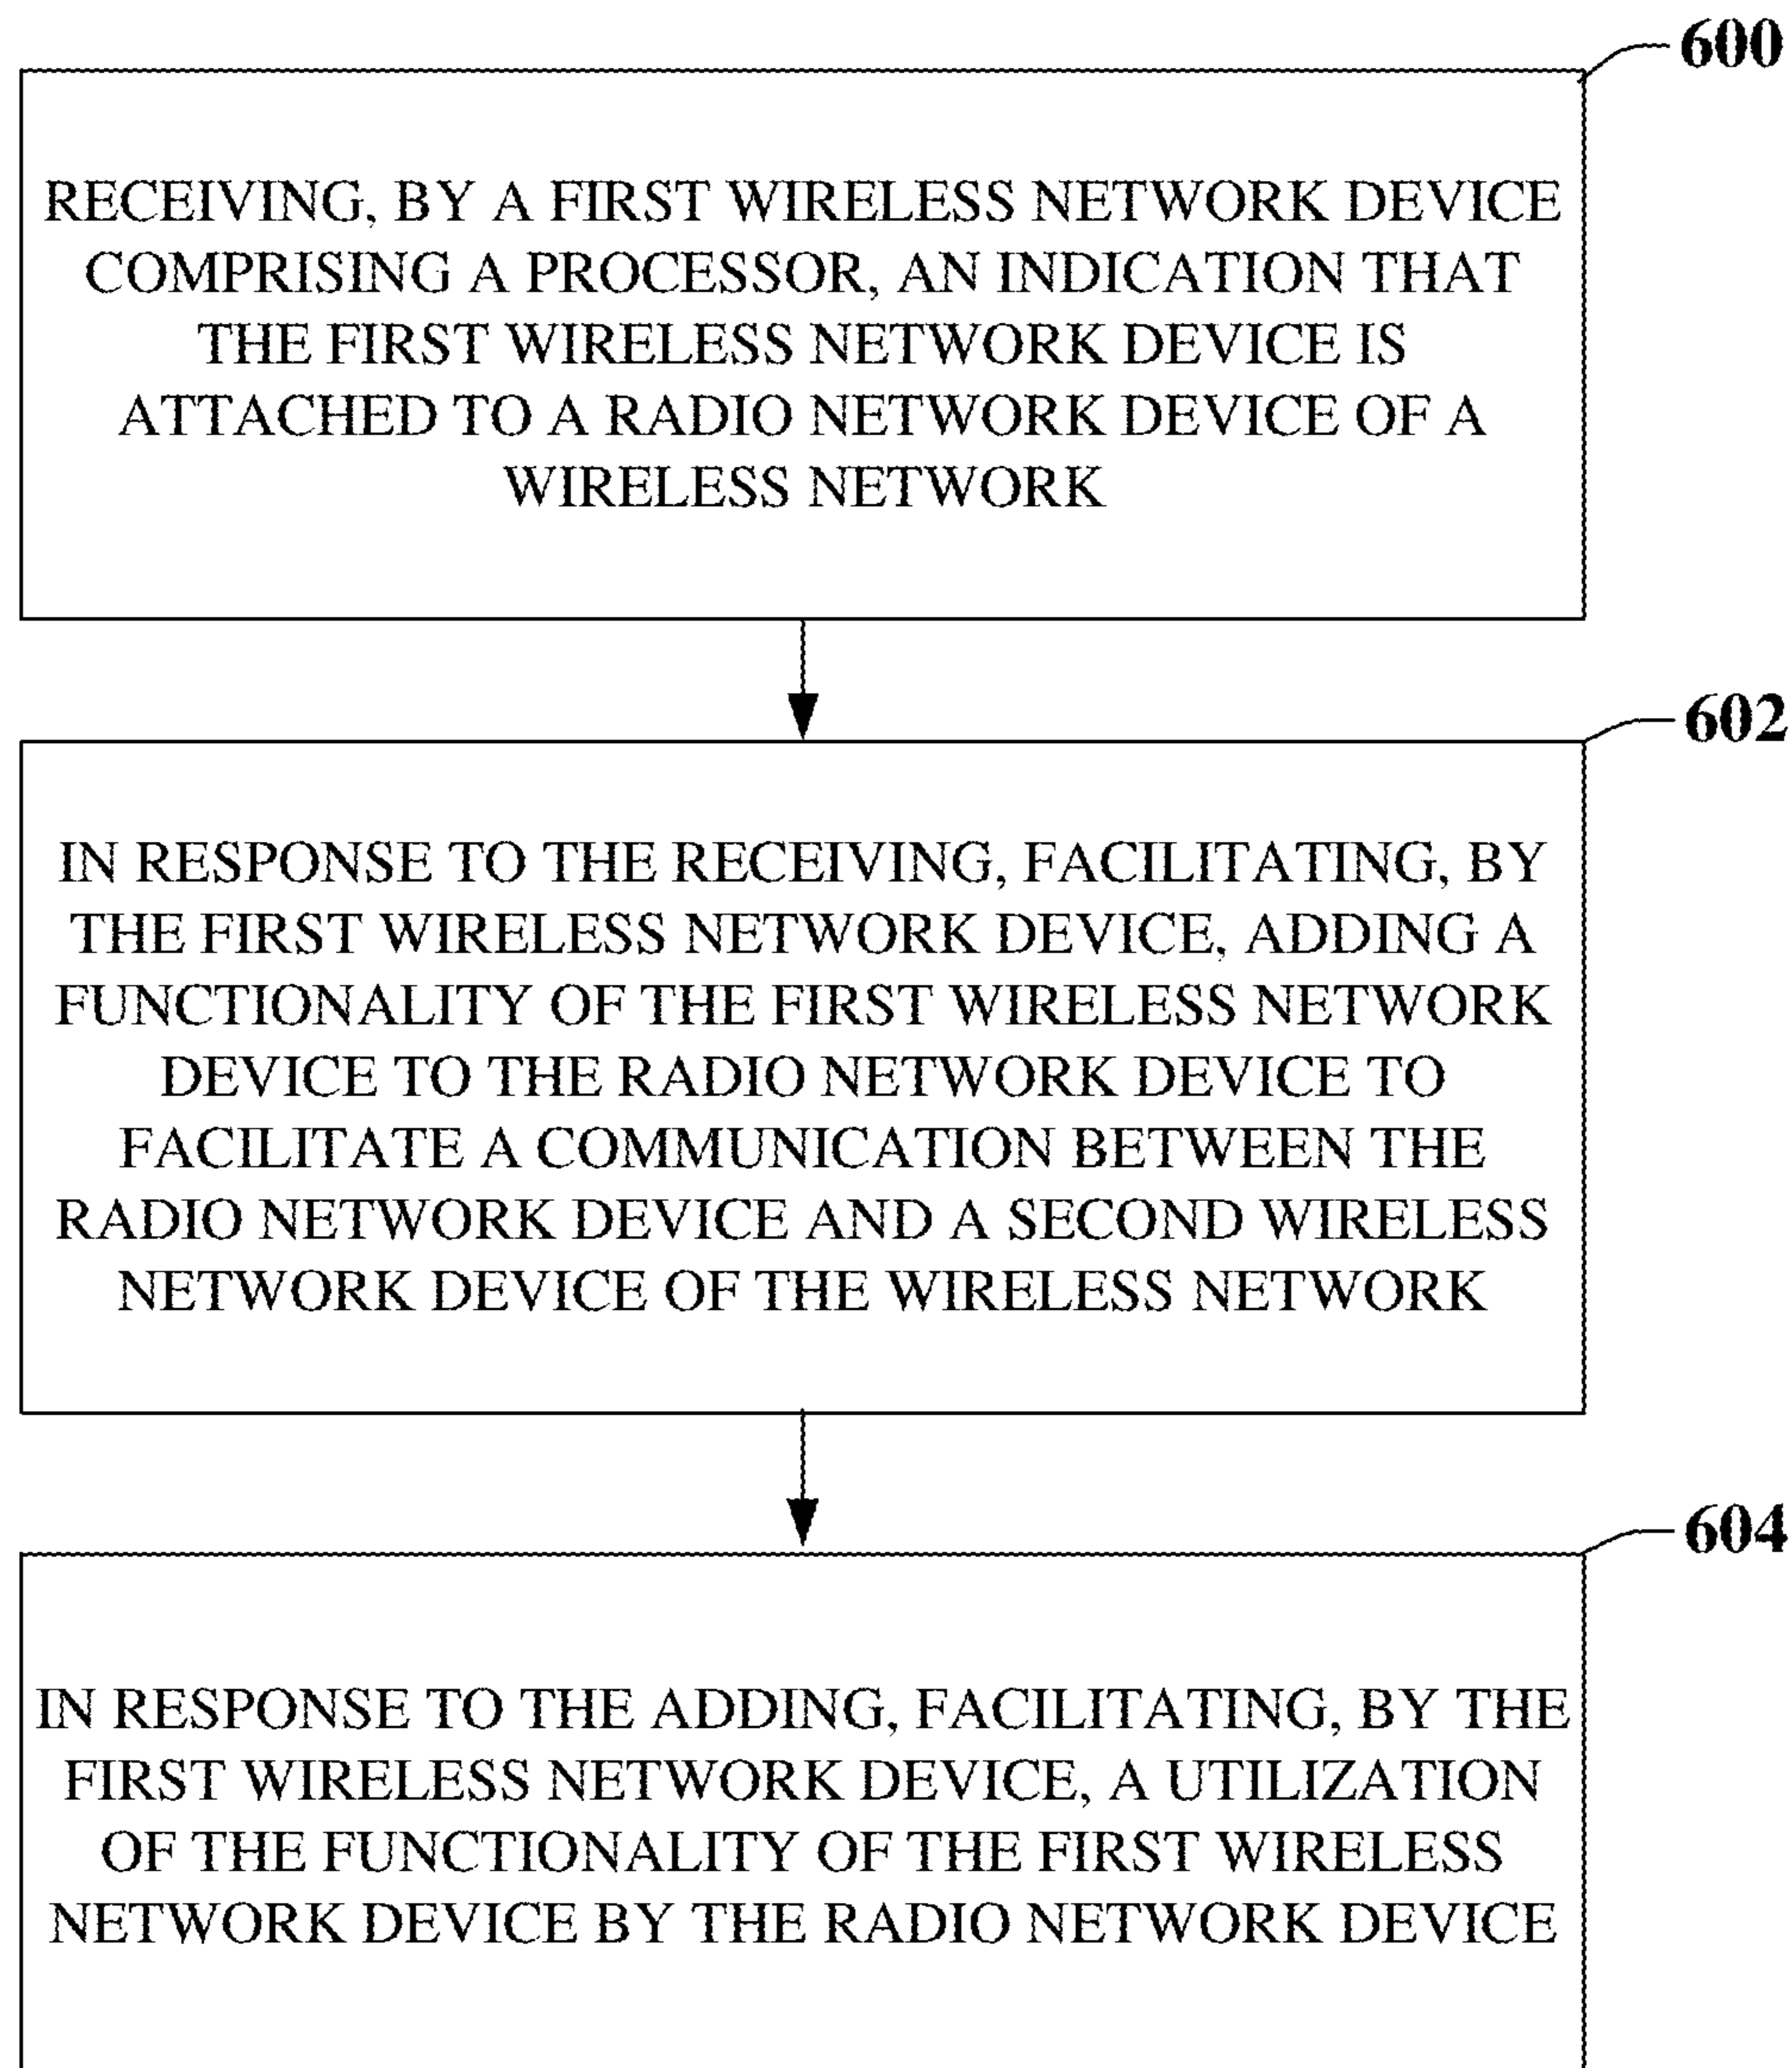 600
RECEIVING, BY A FIRST WIRELESS NETWORK DEVICE
COMPRISING A PROCESSOR, AN INDICATION THAT
THE FIRST WIRELESS NETWORK DEVICE IS
ATTACHED TO A RADIO NETWORK DEVICE OF A
WIRELESS NETWORK
602
IN RESPONSE TO THE RECEIVING, FACILITATING, BY
THE FIRST WIRELESS NETWORK DEVICE, ADDING A
FUNCTIONALITY OF THE FIRST WIRELESS NETWORK
DEVICE TO THE RADIO NETWORK DEVICE TO
FACILITATE A COMMUNICATION BETWEEN THE
RADIO NETWORK DEVICE AND A SECOND WIRELESS
NETWORK DEVICE OF THE WIRELESS NETWORK
604
IN RESPONSE TO THE ADDING, FACILITATING, BY THE
FIRST WIRELESS NETWORK DEVICE, A UTILIZATION
OF THE FUNCTIONALITY OF THE FIRST WIRELESS
NETWORK DEVICE BY THE RADIO NETWORK DEVICE